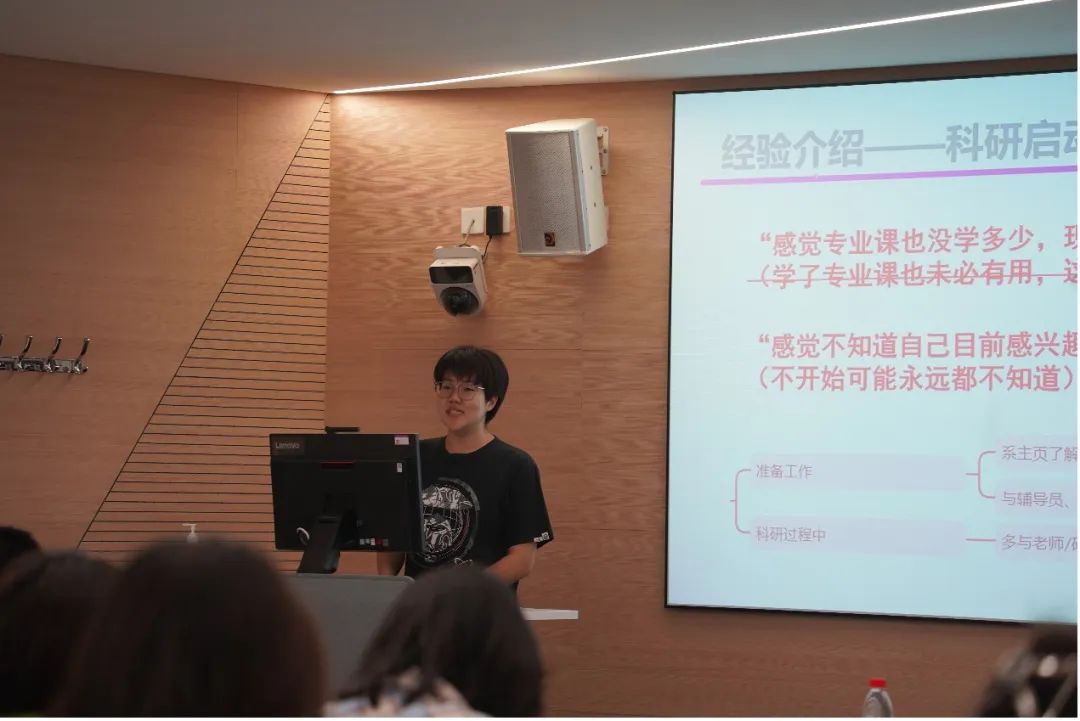 Lenovo
经验介绍——科研启动
“感觉专业课也没学多少，现
（学了专业课也未必有用，这
“感觉不知道自己目前感兴趣
（不开始可能永远都不知道）
准备工作
系主页了解
与辅导员、
科研过程中
多与老师/